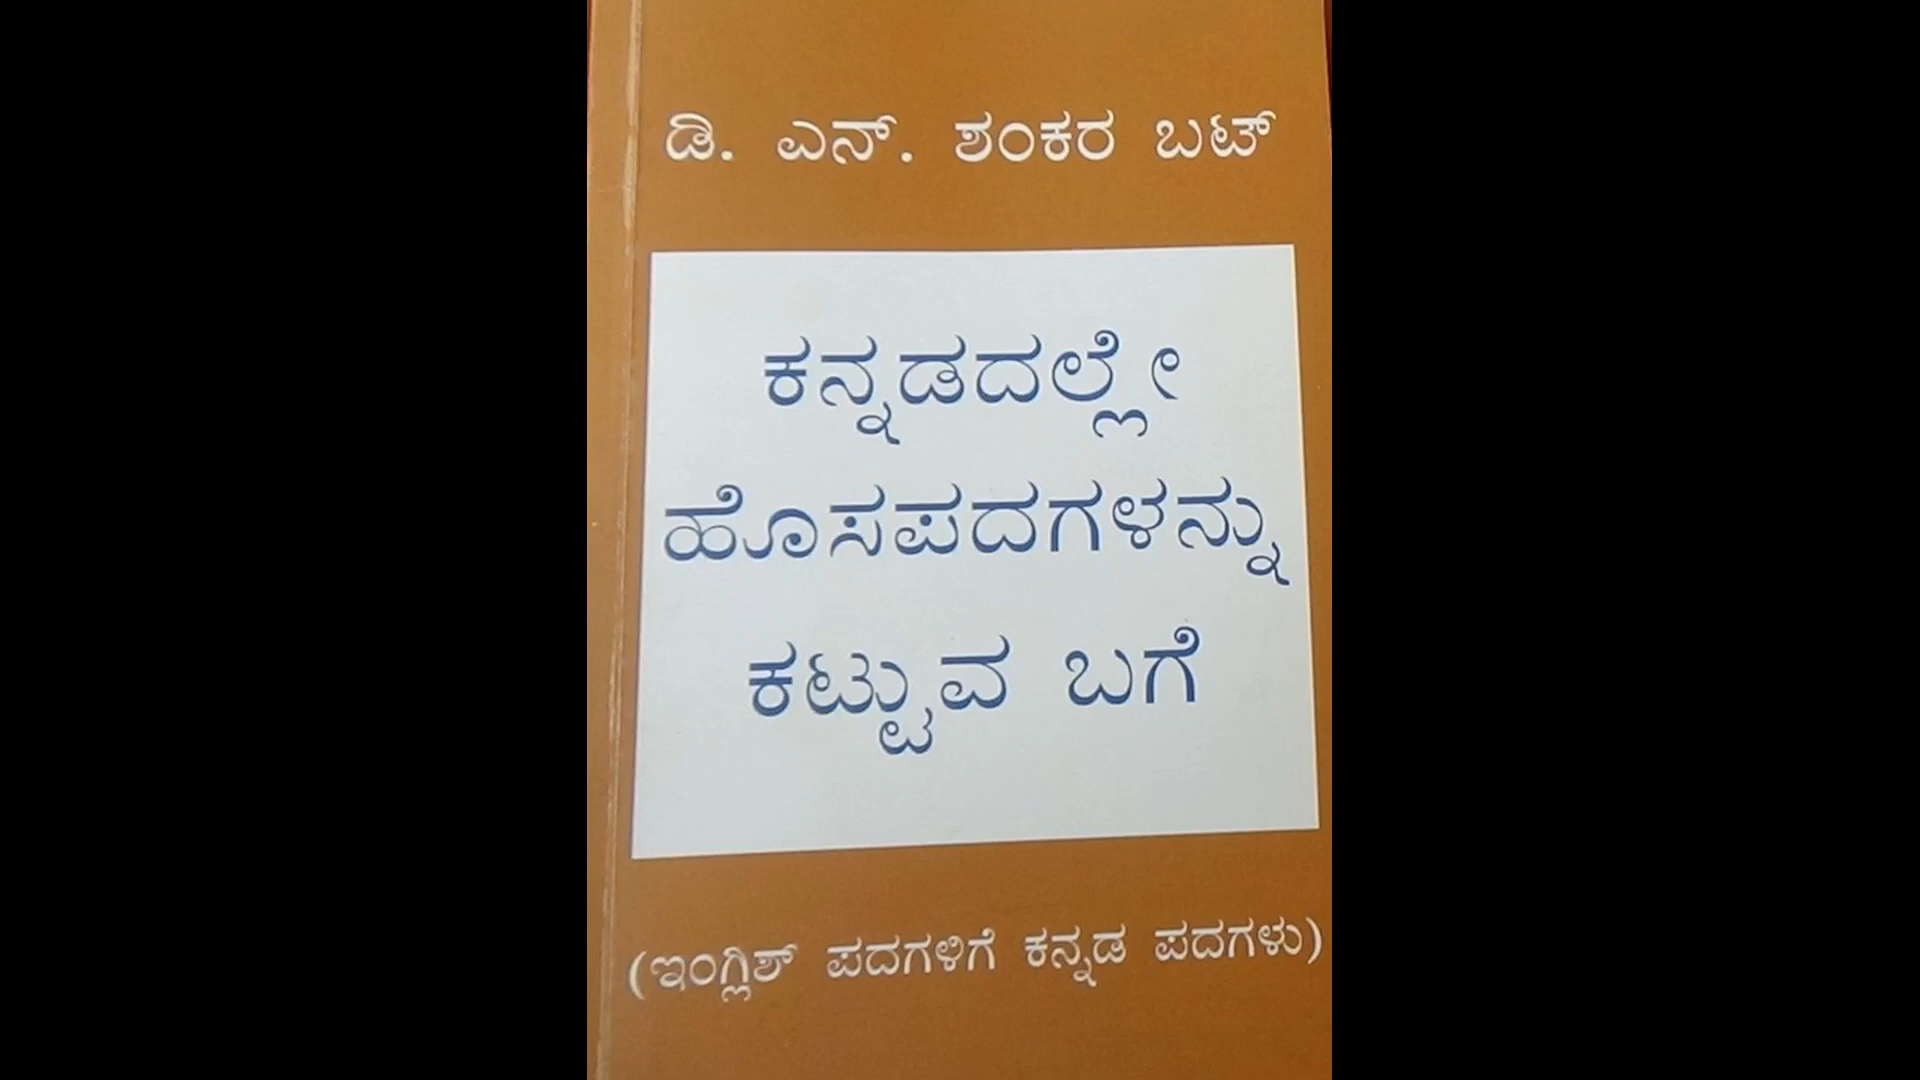 ಡಿ. ಎನ್. ಶಂಕರ ಬಟ್
ಕನ್ನಡದಲ್ಲೇ
ಹೊಸಪದಗಳನ್ನು
ಕಟ್ಟುವ ಬಗೆ
(ಇಂಗ್ಲಿಶ್ ಪದಗಳಿಗೆ ಕನ್ನಡ ಪದಗಳು)